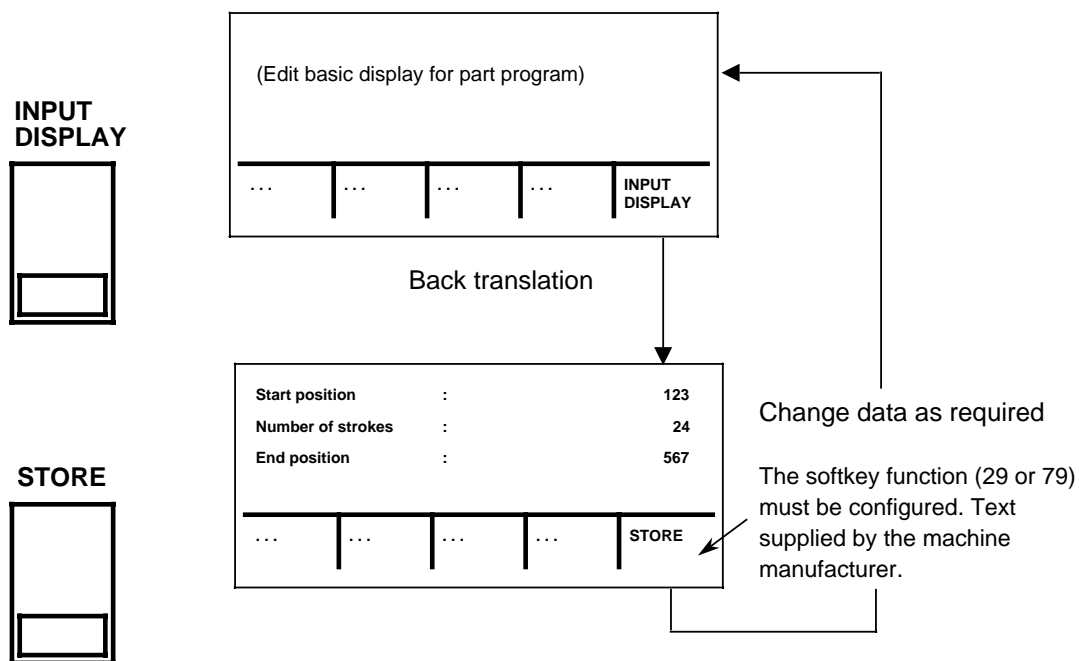 (Edit basic display for part program)
INPUT
DISPLAY
. . .
. . .
. . .
. . .
INPUT
DISPLAY
Back translation
Start position : 123
Number of strokes : 24
End position : 567
Change data as required
STORE
The softkey function (29 or 79)
must be configured. Text
supplied by the machine
manufacturer.
. . .
. . .
. . .
. . .
STORE